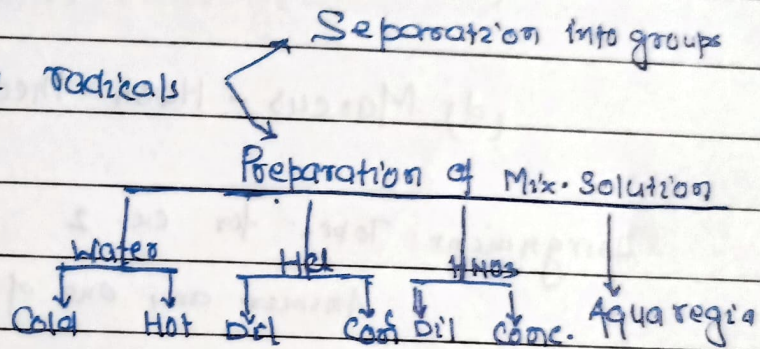 Separation into groups
radicals
Preparation of Mix. Solution
Water HCl HNO3
Cold Hot Dil Conc Dil Conc. Aqua regia